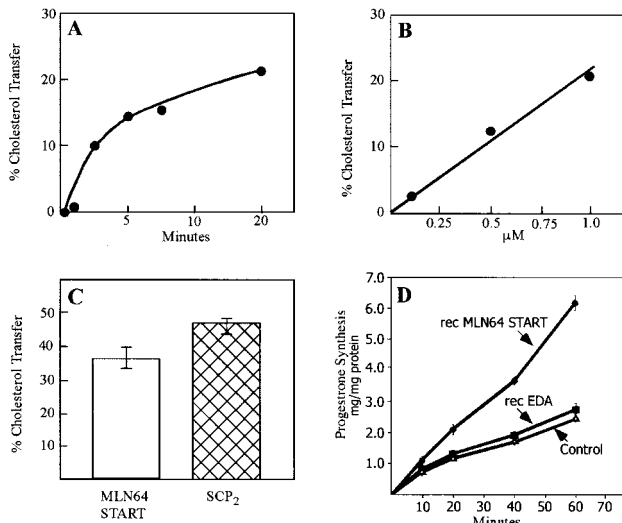 A
% Cholesterol Transfer
30
20
10
0
5
10
20
Minutes
B
% Cholesterol Transfer
30
20
10
0
0.25
0.5
0.75
1.0
µM
C
% Cholesterol Transfer
50
40
30
20
10
MLN64
START
SCP2
D
Progestrone Synthesis
mg/mg protein
7.0
6.0
5.0
4.0
3.0
2.0
1.0
rec MLN64 START
rec EDA
Control
10
20
30
40
50
60
70
Minutes